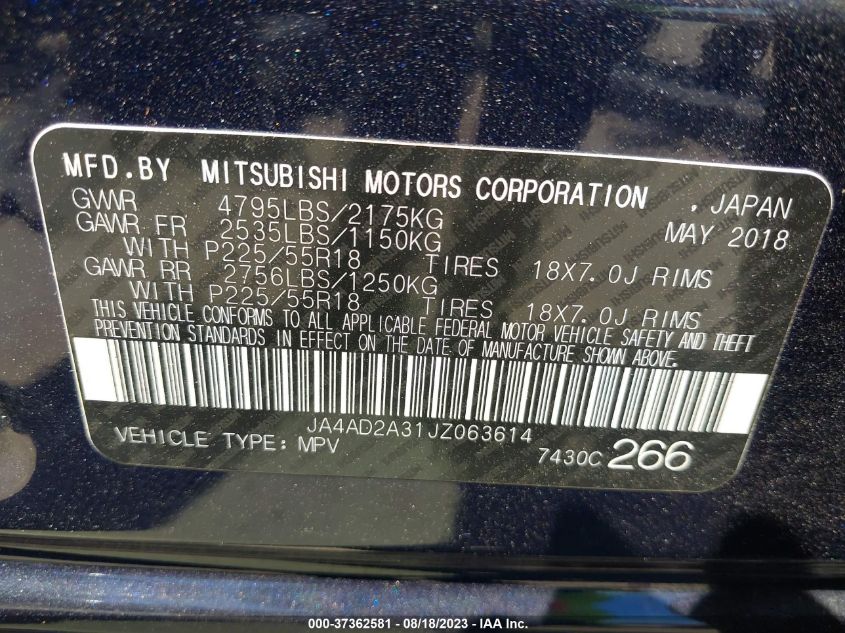 MFD.BY MITSUBISHI MOTORS CORPORATION , JAPAN
GVWR 4795LBS/2175KG MAY 2018
GAWR FR 2535LBS/1150KG
WITH P225/55R18 TIRES 18X7.0J RIMS
GAWR RR 2756LBS/1250KG
WITH P225/55R18 TIRES 18X7.0J RIMS
THIS VEHICLE CONFORMS TO ALL APPLICABLE FEDERAL MOTOR VEHICLE SAFETY AND THEFT
PREVENTION STANDARDS IN EFFECT ON THE DATE OF MANUFACTURE SHOWN ABOVE.
JA4AD2A31JZ063614
VEHICLE TYPE: MPV 7430C 266
000-37362581 - 08/18/2023 - IAA Inc.